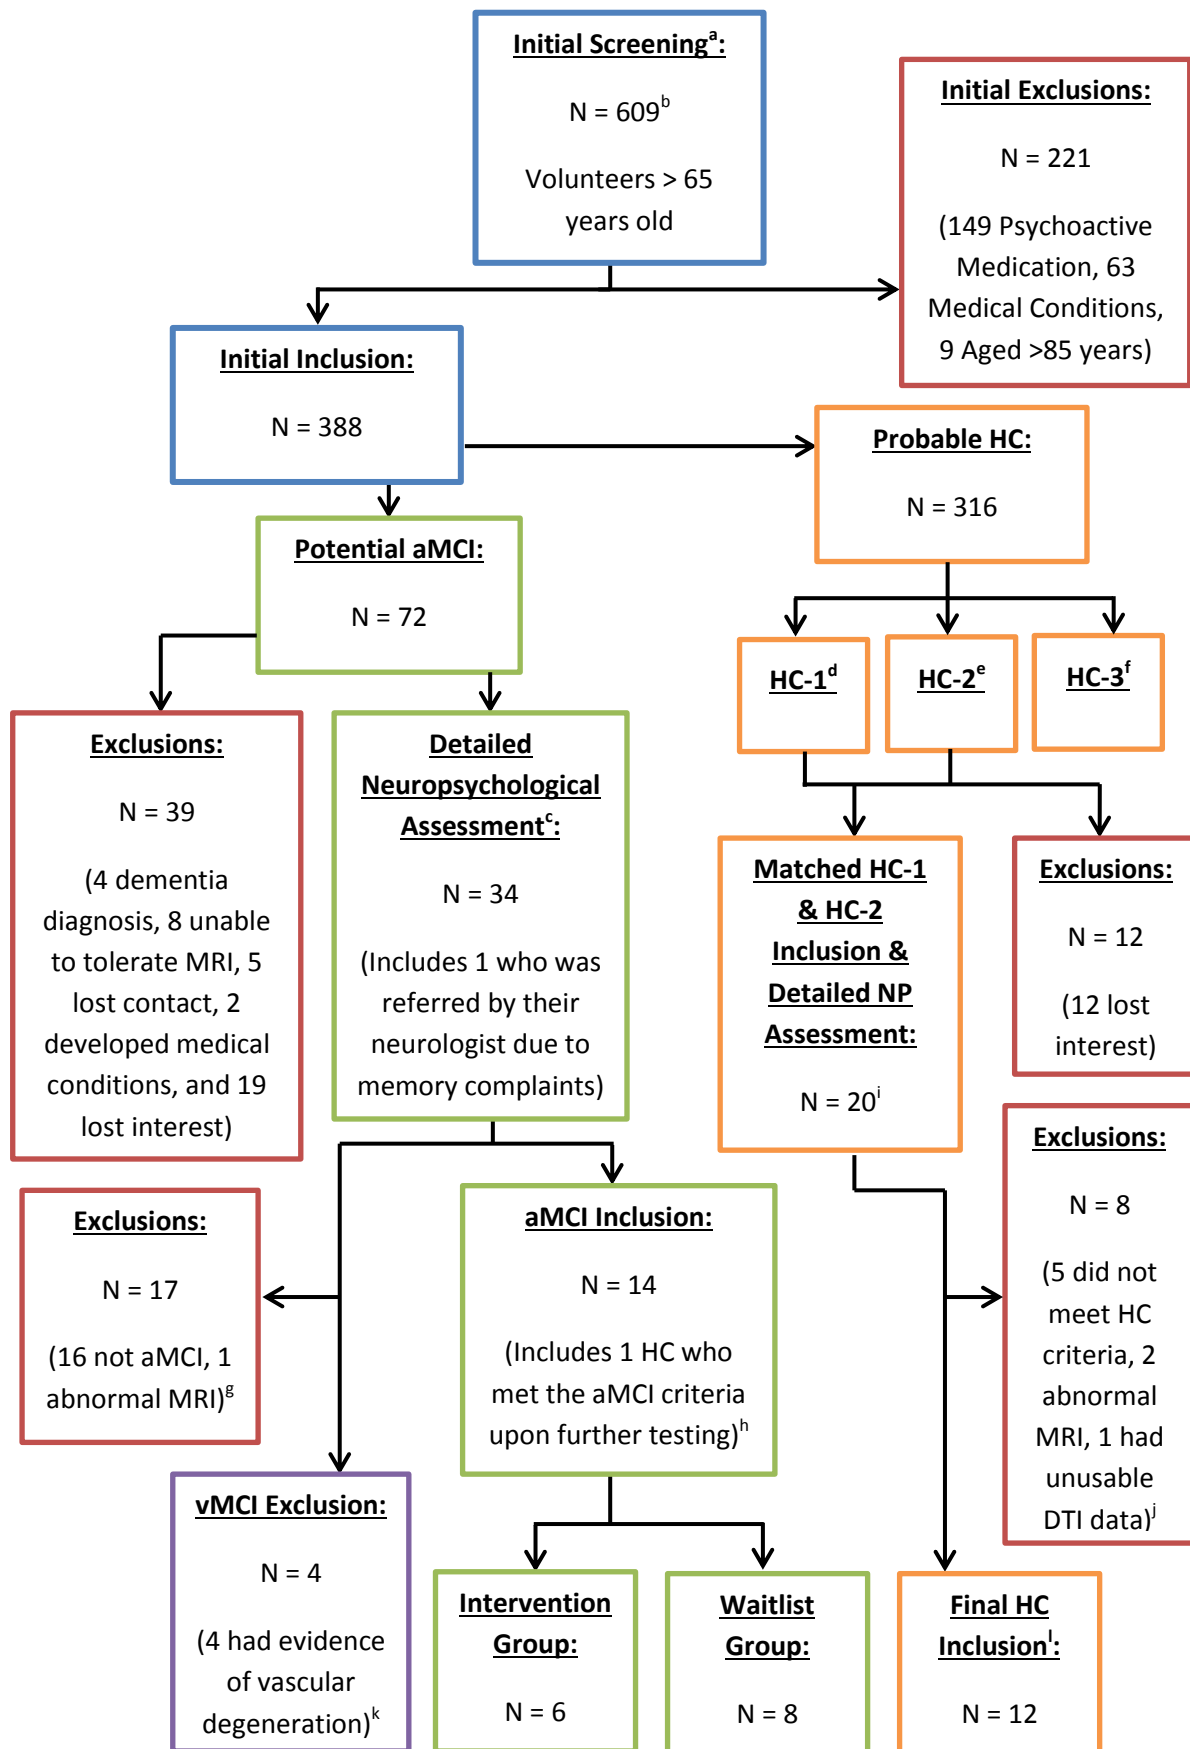 Initial Screeningᵃ:
N = 609ᵇ
Volunteers > 65
years old
Initial Exclusions:
N = 221
(149 Psychoactive
Medication, 63
Medical Conditions,
9 Aged >85 years)
Initial Inclusion:
N = 388
Probable HC:
N = 316
Potential aMCI:
N = 72
HC-1ᵈ
HC-2ᵉ
HC-3ᶠ
Exclusions:
N = 39
(4 dementia
diagnosis, 8 unable
to tolerate MRI, 5
lost contact, 2
developed medical
conditions, and 19
lost interest)
Detailed
Neuropsychological
Assessmentᶜ:
N = 34
(Includes 1 who was
referred by their
neurologist due to
memory complaints)
Matched HC-1
& HC-2
Inclusion &
Detailed NP
Assessment:
N = 20ⁱ
Exclusions:
N = 12
(12 lost
interest)
Exclusions:
N = 8
(5 did not
meet HC
criteria, 2
abnormal
MRI, 1 had
unusable
DTI data)ʲ
Exclusions:
N = 17
(16 not aMCI, 1
abnormal MRI)ᵍ
aMCI Inclusion:
N = 14
(Includes 1 HC who
met the aMCI criteria
upon further testing)ʰ
vMCI Exclusion:
N = 4
(4 had evidence
of vascular
degeneration)ᵏ
Intervention
Group:
N = 6
Waitlist
Group:
N = 8
Final HC
Inclusionˡ:
N = 12